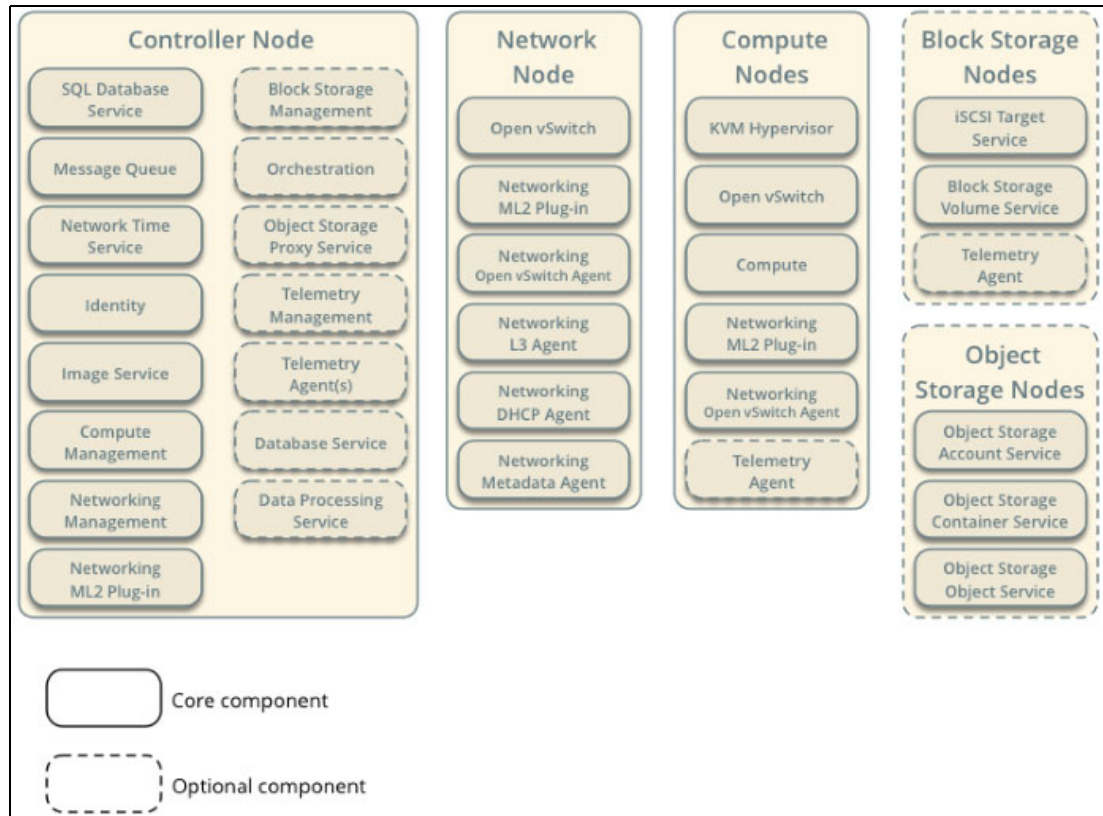 Controller Node
SQL Database
Service
Message Queue
Network Time
Service
Identity
Image Service
Compute
Management
Networking
Management
Networking
ML2 Plug-in
Block Storage
Management
Orchestration
Object Storage
Proxy Service
Telemetry
Management
Telemetry
Agent(s)
Database Service
Data Processing
Service
Network
Node
Open vSwitch
Networking
ML2 Plug-in
Networking
Open vSwitch Agent
Networking
L3 Agent
Networking
DHCP Agent
Networking
Metadata Agent
Compute
Nodes
KVM Hypervisor
Open vSwitch
Compute
Networking
ML2 Plug-in
Networking
Open vSwitch Agent
Telemetry
Agent
Block Storage
Nodes
iSCSI Target
Service
Block Storage
Volume Service
Telemetry
Agent
Object
Storage Nodes
Object Storage
Account Service
Object Storage
Container Service
Object Storage
Object Service
Core component
Optional component